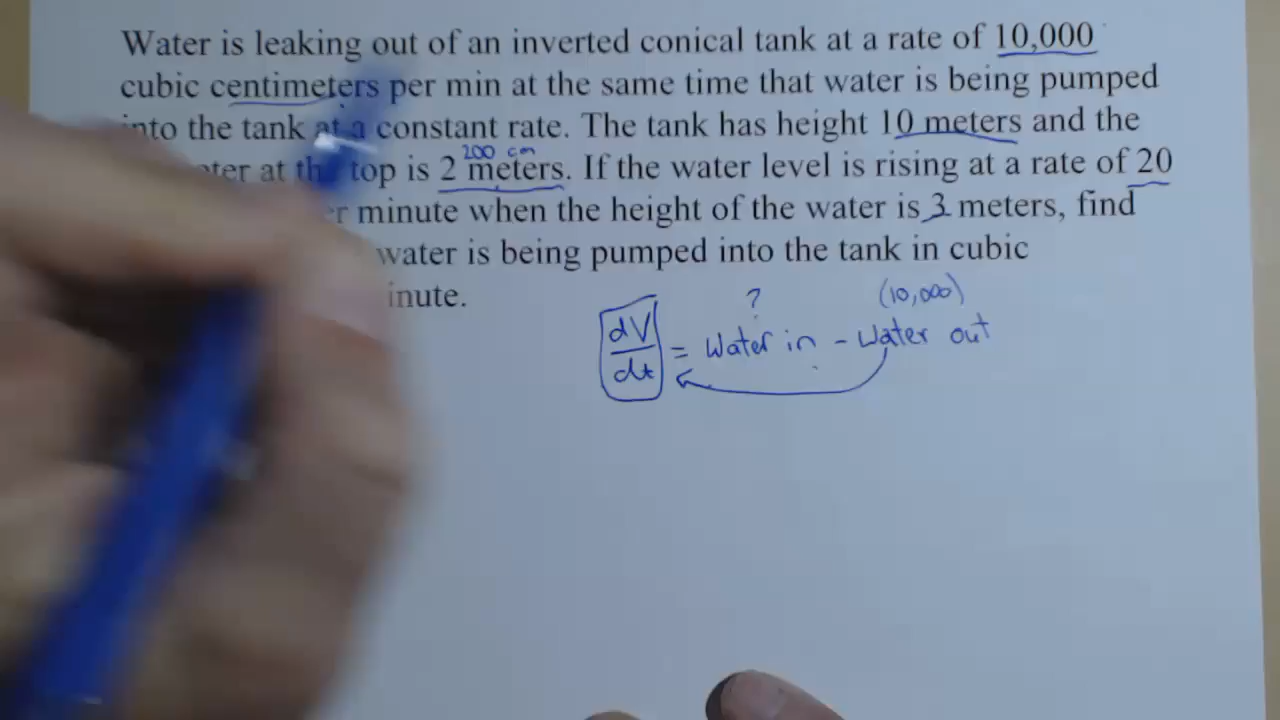 Water is leaking out of an inverted conical tank at a rate of 10,000
cubic centimeters per min at the same time that water is being pumped
into the tank at a constant rate. The tank has height 10 meters and the
200 cm
at the top is 2 meters. If the water level is rising at a rate of 20
minute when the height of the water is 3 meters, find
water is being pumped into the tank in cubic
? (10,000)
dV/dt = Water in - Water out